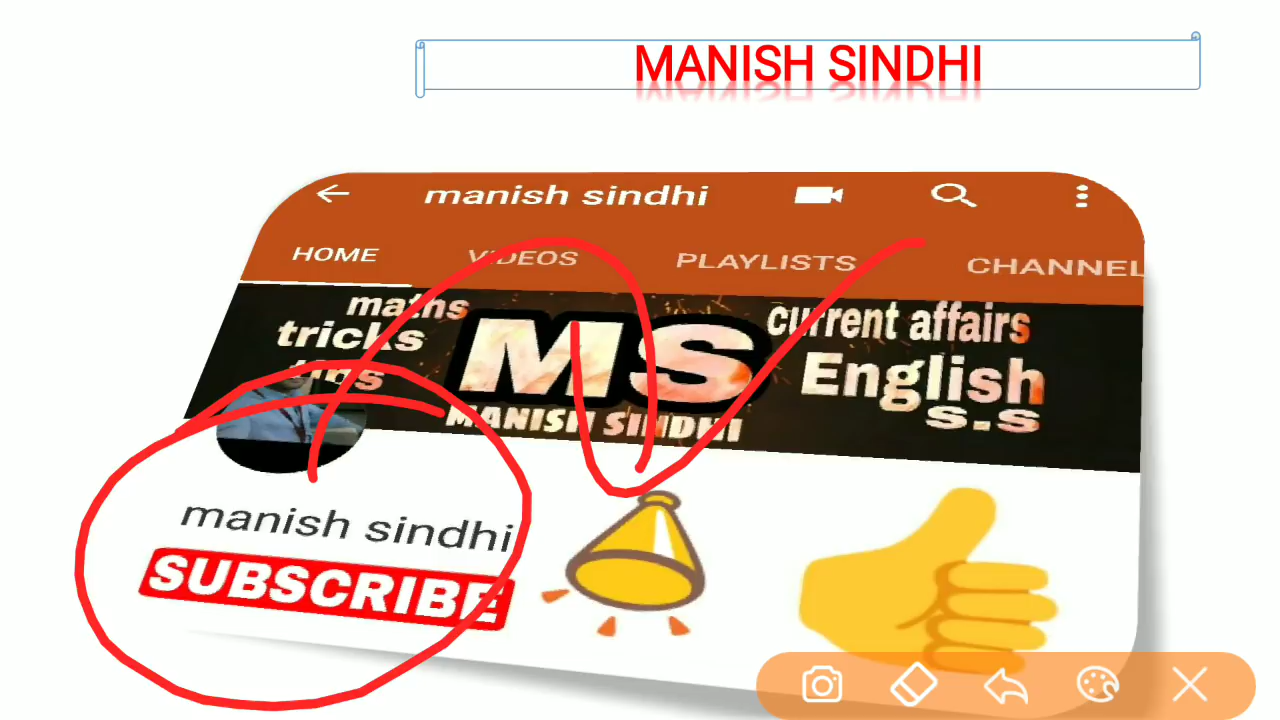 MANISH SINDHI
manish sindhi
HOME VIDEOS PLAYLISTS CHANNEL
maths
tricks
tips
MS
MANISH SINDHI
current affairs
English
s.s
manish sindhi
SUBSCRIBE